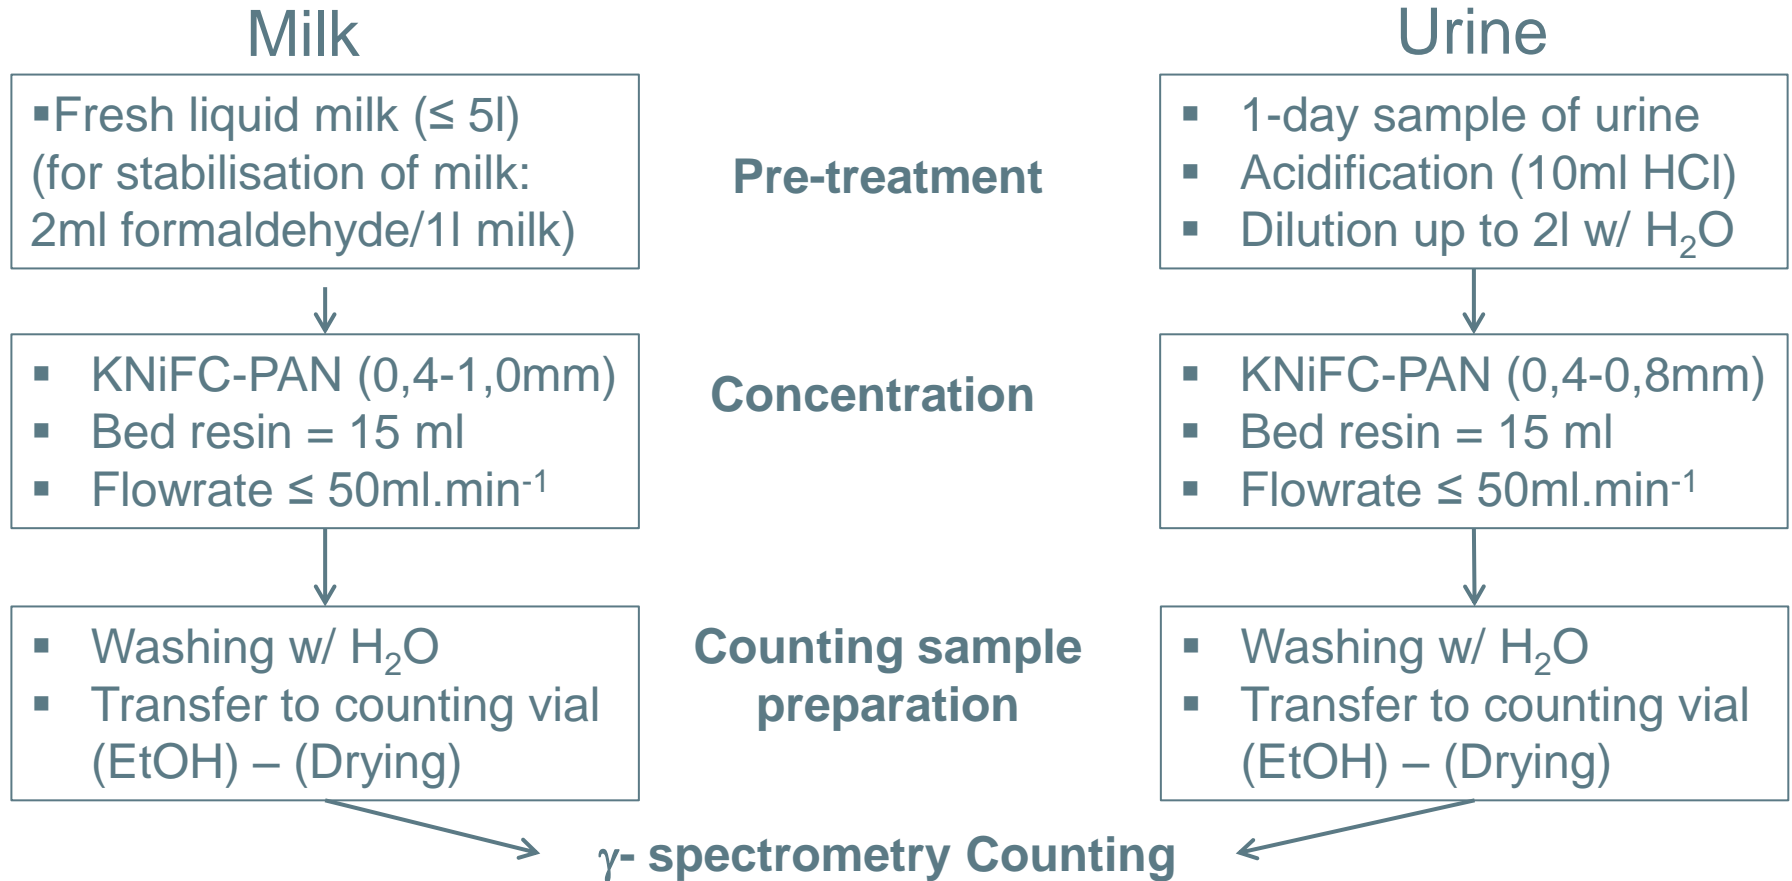 Milk
▪Fresh liquid milk (≤ 5l)
(for stabilisation of milk:
2ml formaldehyde/1l milk)
Pre-treatment
Urine
▪ 1-day sample of urine
▪ Acidification (10ml HCl)
▪ Dilution up to 2l w/ H₂O
▪ KNiFC-PAN (0,4-1,0mm)
▪ Bed resin = 15 ml
▪ Flowrate ≤ 50ml.min⁻¹
Concentration
▪ KNiFC-PAN (0,4-0,8mm)
▪ Bed resin = 15 ml
▪ Flowrate ≤ 50ml.min⁻¹
▪ Washing w/ H₂O
▪ Transfer to counting vial
(EtOH) – (Drying)
Counting sample
preparation
▪ Washing w/ H₂O
▪ Transfer to counting vial
(EtOH) – (Drying)
γ- spectrometry Counting